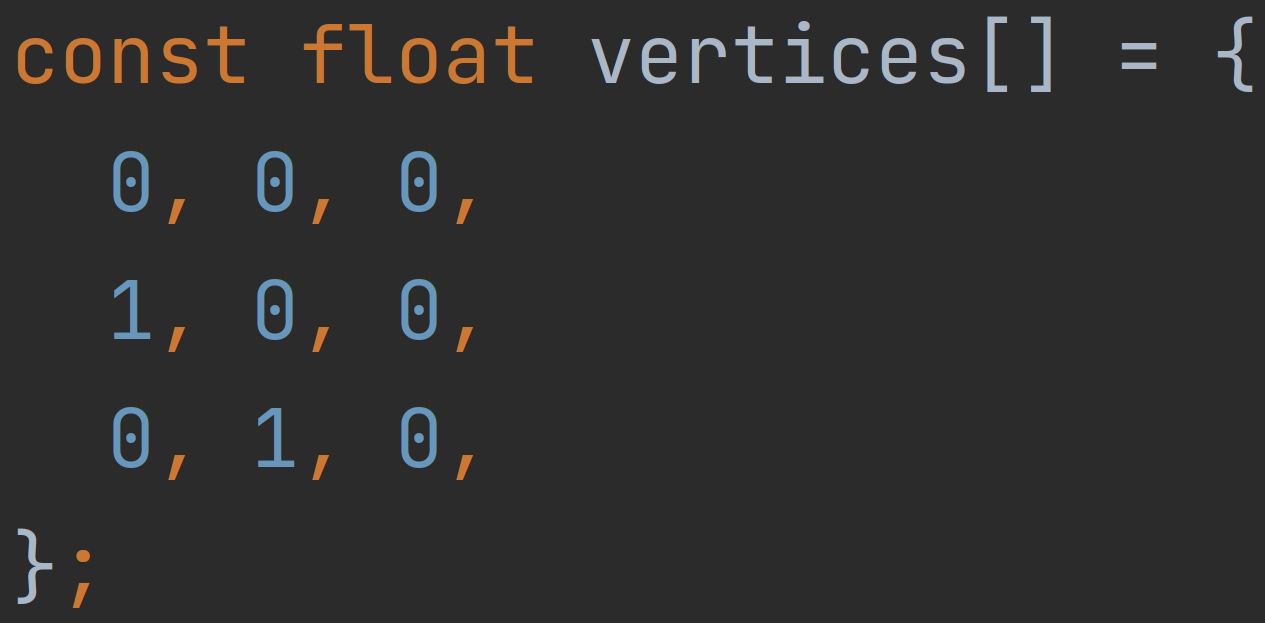 const float vertices[] = {
  0, 0, 0,
  1, 0, 0,
  0, 1, 0,
};